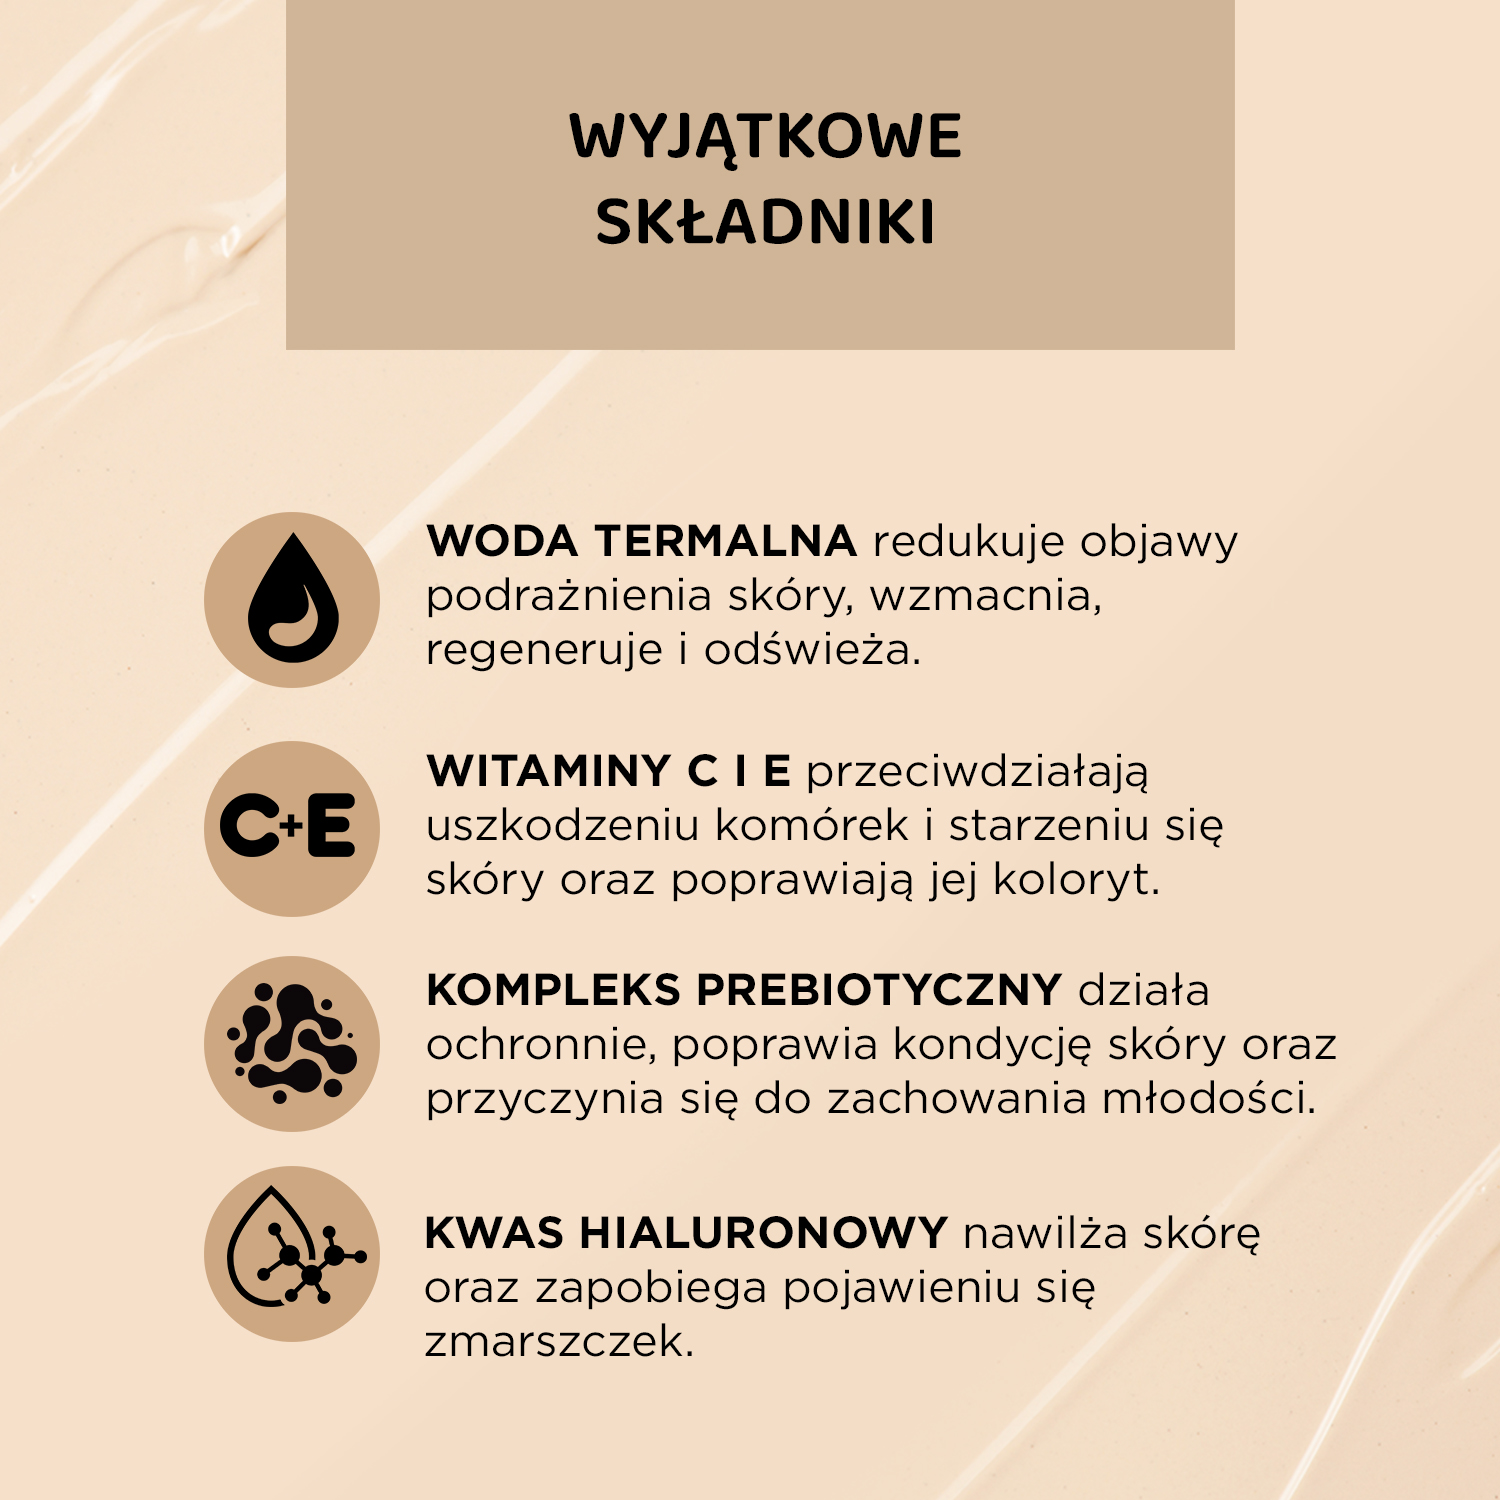 WYJĄTKOWE
SKŁADNIKI
WODA TERMALNA redukuje objawy
podrażnienia skóry, wzmacnia,
regeneruje i odświeża.
C+E
WITAMINY C I E przeciwdziałają
uszkodzeniu komórek i starzeniu się
skóry oraz poprawiają jej koloryt.
KOMPLEKS PREBIOTYCZNY działa
ochronnie, poprawia kondycję skóry oraz
przyczynia się do zachowania młodości.
KWAS HIALURONOWY nawilża skórę
oraz zapobiega pojawieniu się
zmarszczek.